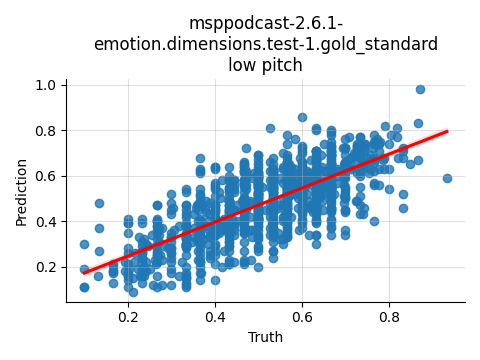 msppodcast-2.6.1-
emotion.dimensions.test-1.gold_standard
low pitch
1.0
0.8
0.6
0.4
0.2
Prediction
0.2
0.4
0.6
0.8
Truth